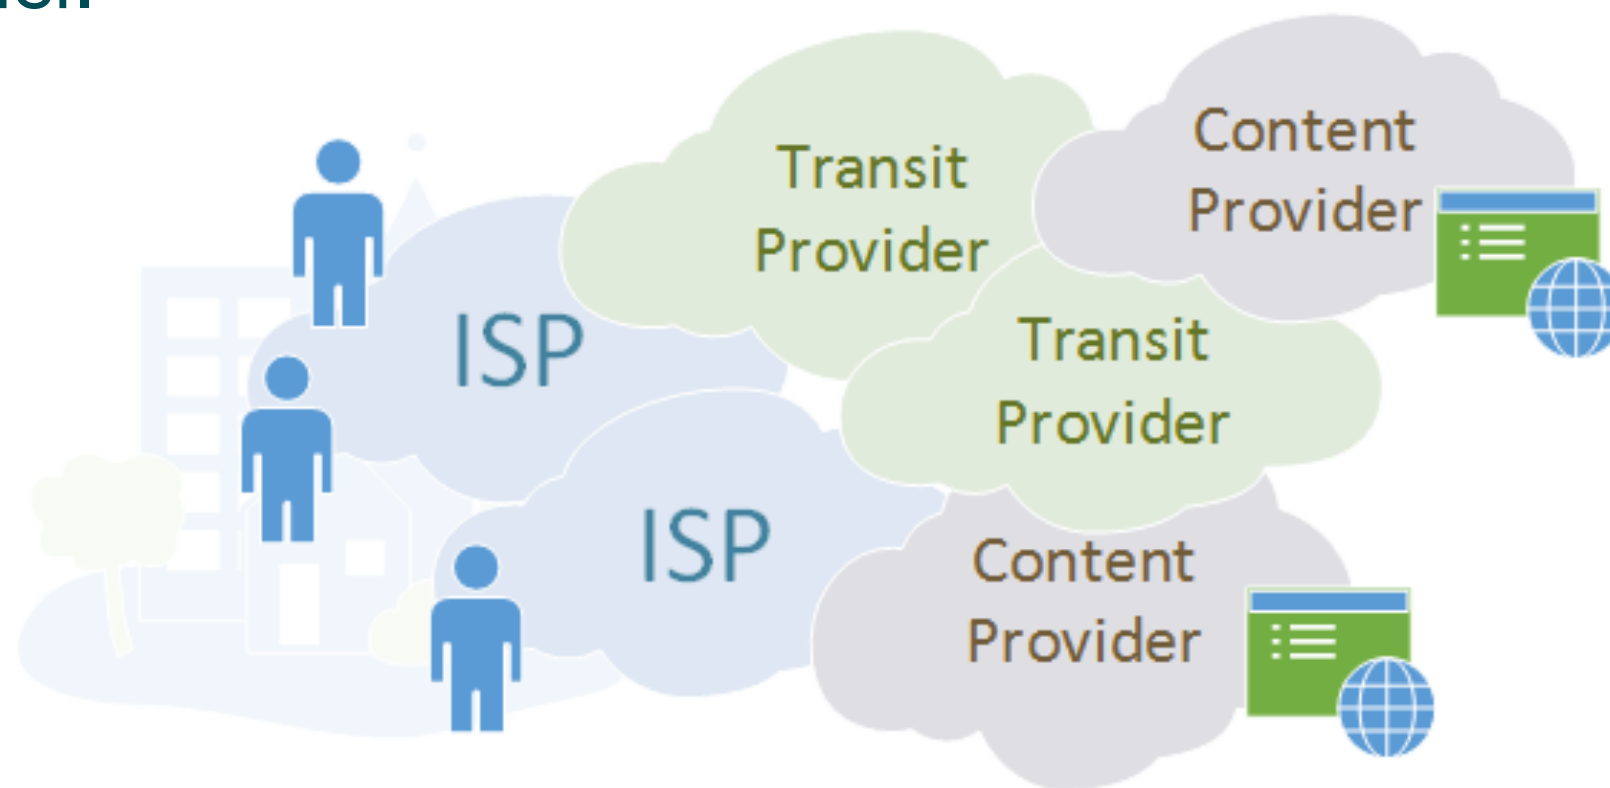 Transit
Provider
Content
Provider
ISP
Transit
Provider
ISP
Content
Provider